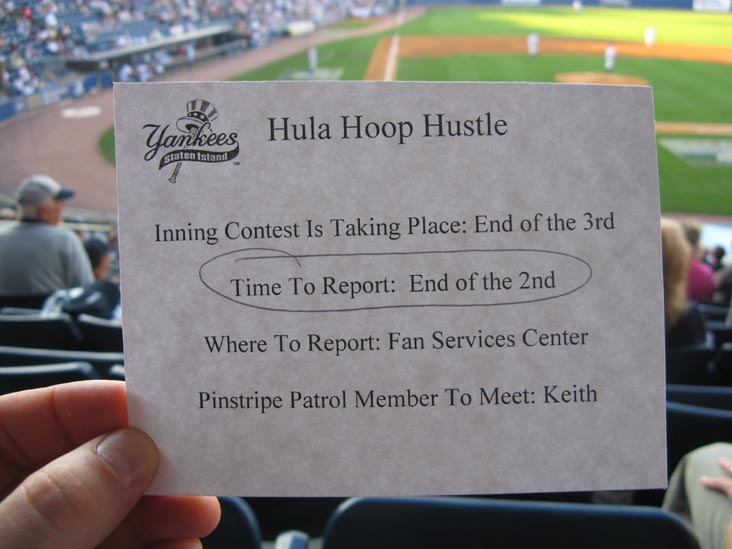 Yankees
Staten Island
TM
Hula Hoop Hustle
Inning Contest Is Taking Place: End of the 3rd
Time To Report: End of the 2nd
Where To Report: Fan Services Center
Pinstripe Patrol Member To Meet: Keith